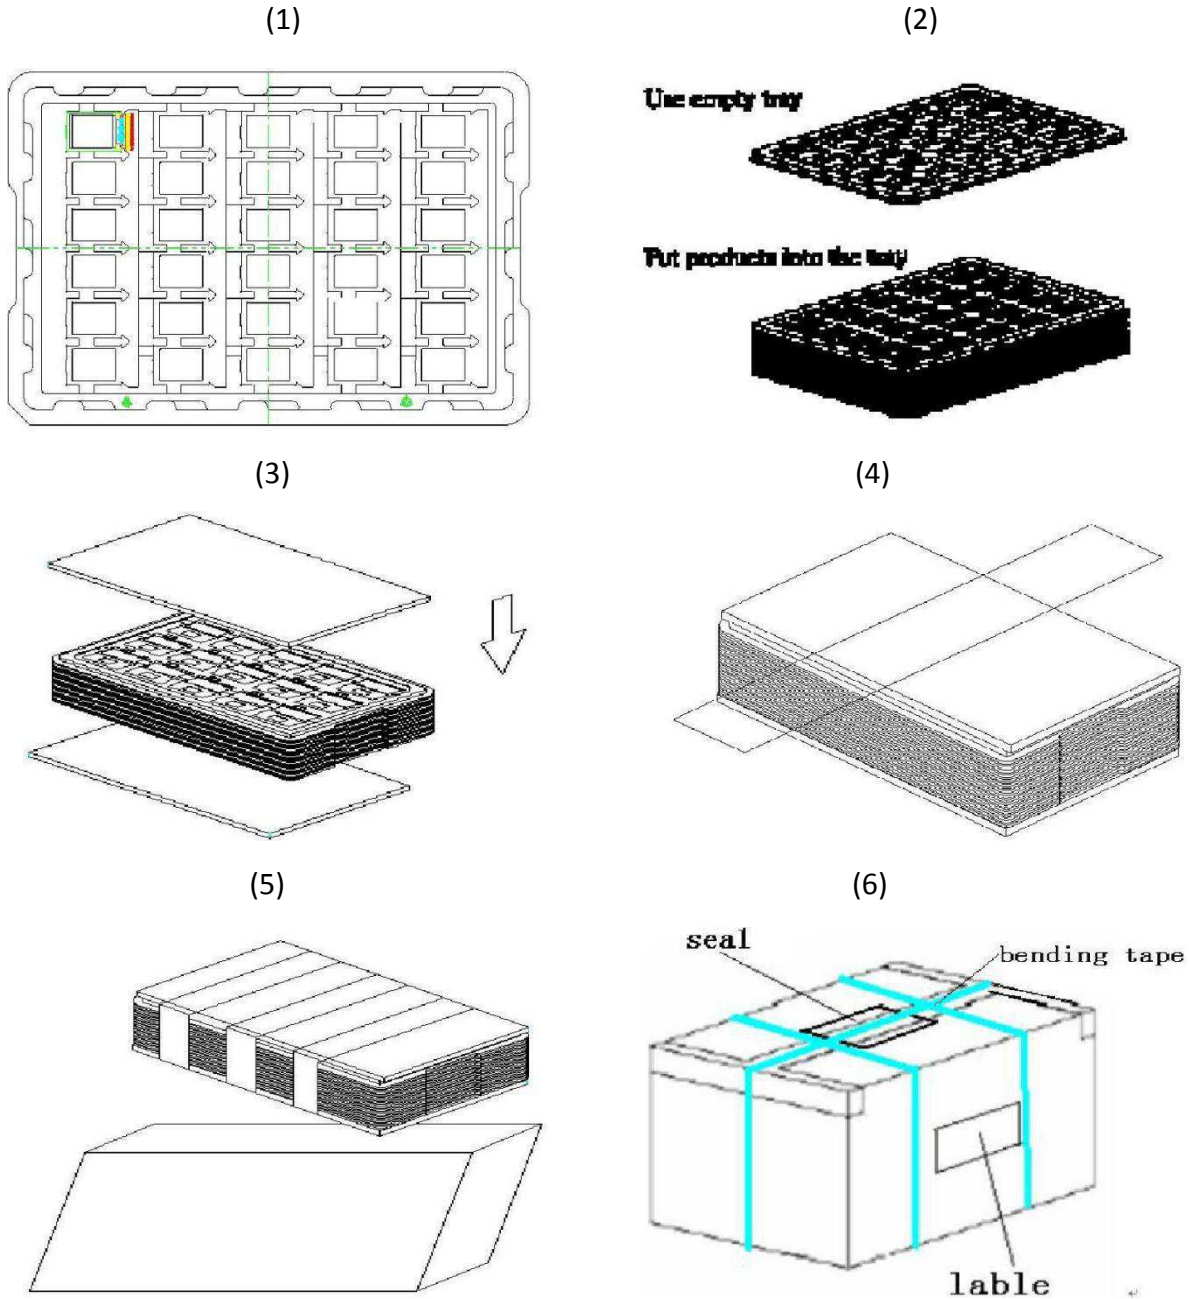 (1)
(2)
Use empty tray
Put products into the tray
(3)
(4)
(5)
(6)
seal
bending tape
lable